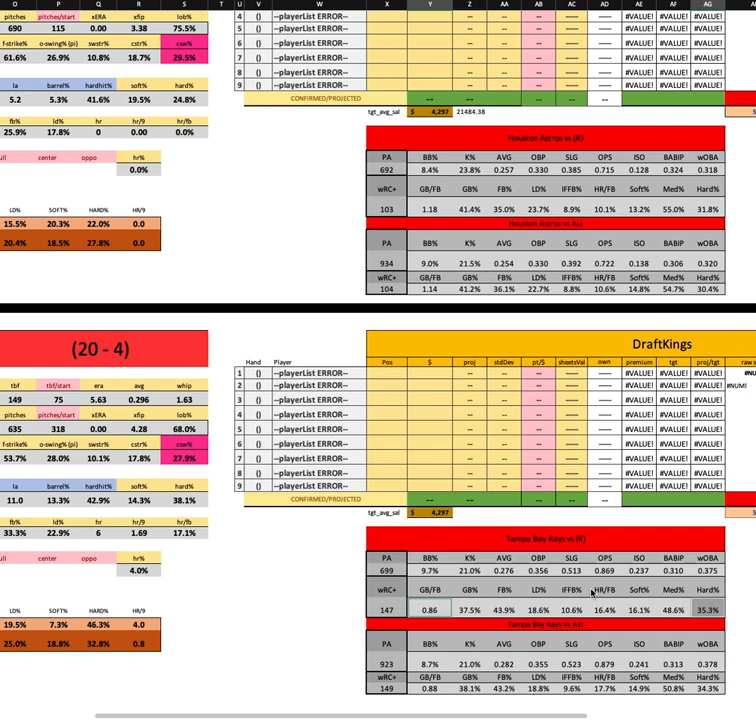 O P Q R S T U V W X Y Z AA AB AC AD AE AF AG
pitches pitches/start xERA xfip lob% 4 () --playerList ERROR-- -- -- ----- ----- #VALUE! #VALUE! #VALUE!
690 115 0.00 3.38 75.5% 5 () --playerList ERROR-- -- -- ----- ----- #VALUE! #VALUE! #VALUE!
f-strike% o-swing% (pi) swstr% cstr% csw% 6 () --playerList ERROR-- -- -- ----- ----- #VALUE! #VALUE! #VALUE!
61.6% 26.9% 10.8% 18.7% 29.5% 7 () --playerList ERROR-- -- -- ----- ----- #VALUE! #VALUE! #VALUE!
8 () --playerList ERROR-- -- -- ----- ----- #VALUE! #VALUE! #VALUE!
la barrel% hardhit% soft% hard% 9 () --playerList ERROR-- -- -- ----- ----- #VALUE! #VALUE! #VALUE!
5.2 5.3% 41.6% 19.5% 24.8% CONFIRMED/PROJECTED -- -- -- --
tgt_avg_sal $ 4,297 21484.38
fb% ld% hr hr/9 hr/fb
25.9% 17.8% 0 0.00 0.0% Houston Astros vs (R)
ull center oppo hr% PA BB% K% AVG OBP SLG OPS ISO BABIP wOBA
0.0% 692 8.4% 23.8% 0.257 0.330 0.385 0.715 0.128 0.324 0.318
wRC+ GB/FB GB% FB% LD% IFFB% HR/FB Soft% Med% Hard%
LD% SOFT% HARD% HR/9 103 1.18 41.4% 35.0% 23.7% 8.9% 10.1% 13.2% 55.0% 31.8%
15.5% 20.3% 22.0% 0.0 Houston Astros vs ALL
20.4% 18.5% 27.8% 0.0 PA BB% K% AVG OBP SLG OPS ISO BABIP wOBA
934 9.0% 21.5% 0.254 0.330 0.392 0.722 0.138 0.306 0.320
wRC+ GB/FB GB% FB% LD% IFFB% HR/FB Soft% Med% Hard%
104 1.14 41.2% 36.1% 22.7% 8.8% 10.6% 14.8% 54.7% 30.4%
(20 - 4) DraftKings
Hand Player Pos $ proj stdDev pt/$ sheetsVal own premium tgt proj/tgt raw
1 () --playerList ERROR-- -- -- -- ----- ----- #VALUE! #VALUE! #VALUE! #NU
tbf tbf/start era avg whip 2 () --playerList ERROR-- -- -- -- ----- ----- #VALUE! #VALUE! #VALUE! #NUM!
149 75 5.63 0.296 1.63 3 () --playerList ERROR-- -- -- -- ----- ----- #VALUE! #VALUE! #VALUE!
pitches pitches/start xERA xfip lob% 4 () --playerList ERROR-- -- -- -- ----- ----- #VALUE! #VALUE! #VALUE!
635 318 0.00 4.28 68.0% 5 () --playerList ERROR-- -- -- -- ----- ----- #VALUE! #VALUE! #VALUE!
f-strike% o-swing% (pi) swstr% cstr% csw% 6 () --playerList ERROR-- -- -- -- ----- ----- #VALUE! #VALUE! #VALUE!
53.7% 28.0% 10.1% 17.8% 27.9% 7 () --playerList ERROR-- -- -- -- ----- ----- #VALUE! #VALUE! #VALUE!
8 () --playerList ERROR-- -- -- -- ----- ----- #VALUE! #VALUE! #VALUE!
la barrel% hardhit% soft% hard% 9 () --playerList ERROR-- -- -- -- ----- ----- #VALUE! #VALUE! #VALUE!
11.0 13.3% 42.9% 14.3% 38.1% CONFIRMED/PROJECTED -- -- -- --
tgt_avg_sal $ 4,297
fb% ld% hr hr/9 hr/fb
33.3% 22.9% 6 1.69 17.1% Tampa Bay Rays vs (R)
ull center oppo hr% PA BB% K% AVG OBP SLG OPS ISO BABIP wOBA
4.0% 699 9.7% 21.0% 0.276 0.356 0.513 0.869 0.237 0.310 0.375
wRC+ GB/FB GB% FB% LD% IFFB% HR/FB Soft% Med% Hard%
LD% SOFT% HARD% HR/9 147 0.86 37.5% 43.9% 18.6% 10.6% 16.4% 16.1% 48.6% 35.3%
19.5% 7.3% 46.3% 4.0 Tampa Bay Rays vs ALL
25.0% 18.8% 32.8% 0.8 PA BB% K% AVG OBP SLG OPS ISO BABIP wOBA
923 8.7% 21.0% 0.282 0.355 0.523 0.879 0.241 0.313 0.378
wRC+ GB/FB GB% FB% LD% IFFB% HR/FB Soft% Med% Hard%
149 0.88 38.1% 43.2% 18.8% 9.6% 17.7% 14.9% 50.8% 34.3%